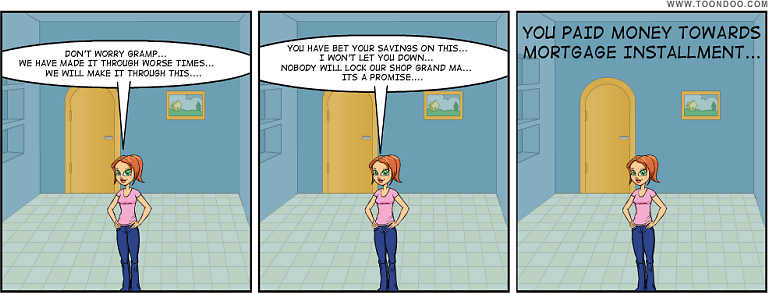 WWW.TOONDOO.COM
DON'T WORRY GRAMP...
WE HAVE MADE IT THROUGH WORSE TIMES...
WE WILL MAKE IT THROUGH THIS....
YOU HAVE BET YOUR SAVINGS ON THIS...
I WON'T LET YOU DOWN...
NOBODY WILL LOCK OUR SHOP GRAND MA...
ITS A PROMISE....
YOU PAID MONEY TOWARDS
MORTGAGE INSTALLMENT...